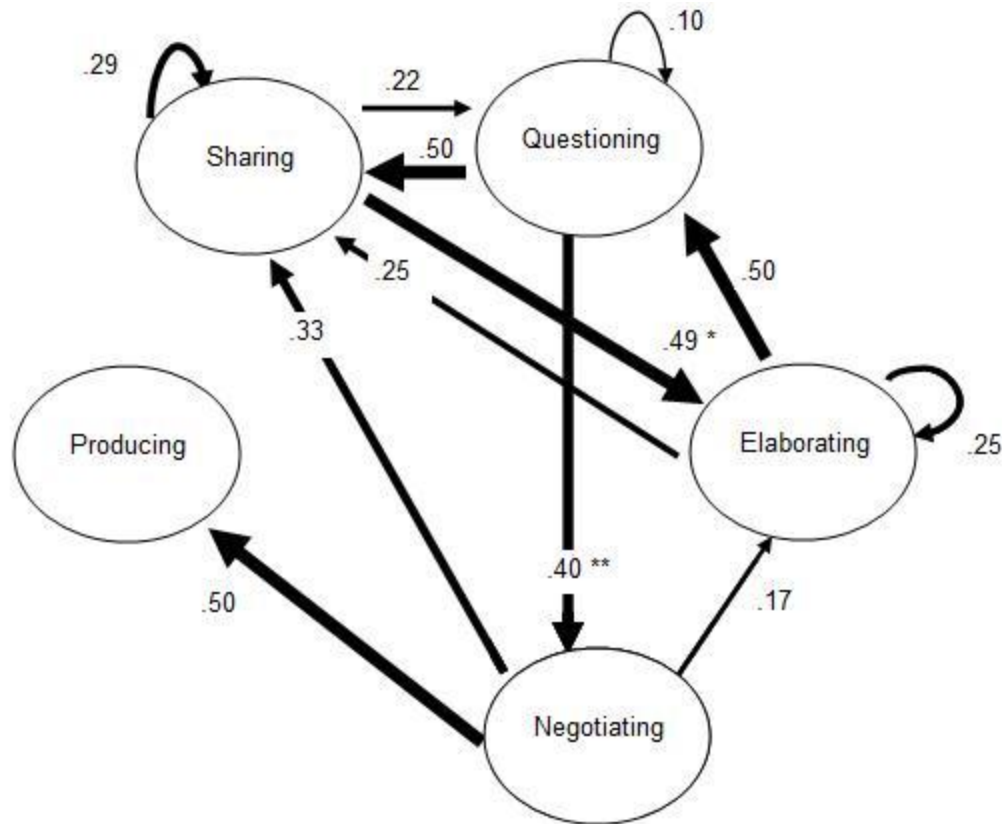 .10
.29
.22
Questioning
.50
Sharing
.25
.50
.33
.49 *
Producing
Elaborating
.25
.40 **
.50
.17
Negotiating